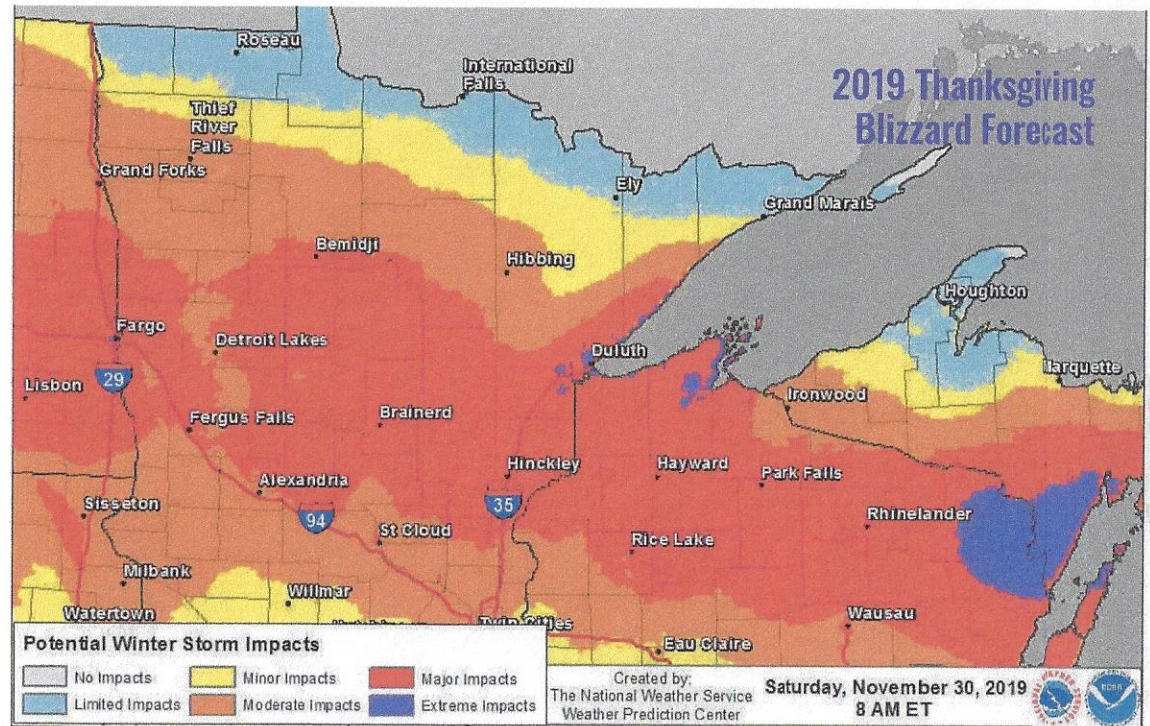 Roseau
International
Falls
2019 Thanksgiving
Blizzard Forecast
Thief
River
Falls
Grand Forks
Ely
Grand Marais
Bemidji
Hibbing
Houghton
Fargo
Detroit Lakes
Duluth
29
Marquette
Lisbon
Ironwood
Fergus Falls
Brainerd
Hinckley
Hayward
Park Falls
Alexandria
35
Sisseton
94
St Cloud
Rhinelander
Rice Lake
Milbank
Willmar
Watertown
Twin Cities
Wausau
Eau Claire
Potential Winter Storm Impacts
No Impacts
Minor Impacts
Major Impacts
Limited Impacts
Moderate Impacts
Extreme Impacts
Created by:
The National Weather Service
Weather Prediction Center
Saturday, November 30, 2019
8 AM ET